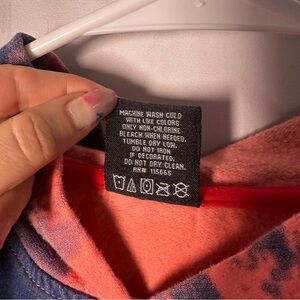 MACHINE WASH COLD
WITH LIKE COLORS
ONLY NON-CHLORINE
BLEACH WHEN NEEDED.
TUMBLE DRY LOW.
DO NOT IRON
IF DECORATED.
DO NOT DRY CLEAN.
RN# 115665